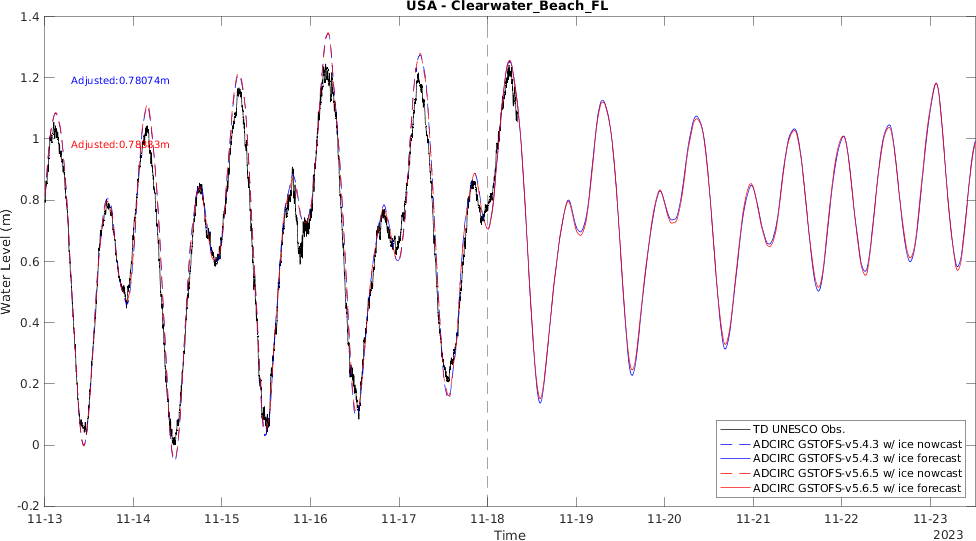 USA - Clearwater_Beach_FL
1.4
1.2
1
0.8
0.6
0.4
0.2
0
-0.2
Water Level (m)
Adjusted:0.78074m
TD UNESCO Obs.
ADCIRC GSTOFS-v5.4.3 w/ ice nowcast
ADCIRC GSTOFS-v5.4.3 w/ ice forecast
ADCIRC GSTOFS-v5.6.5 w/ ice nowcast
ADCIRC GSTOFS-v5.6.5 w/ ice forecast
11-13 11-14 11-15 11-16 11-17 11-18 11-19 11-20 11-21 11-22 11-23
Time
2023